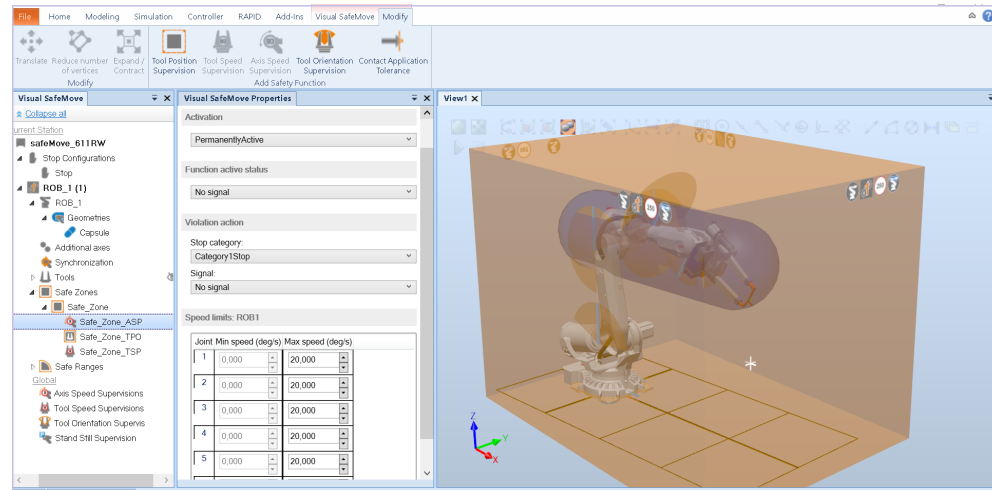 File Home Modeling Simulation Controller RAPID Add-Ins Visual SafeMove Modify
Translate Reduce number of vertices Expand / Contract Tool Position Supervision Tool Speed Supervision Axis Speed Supervision Tool Orientation Supervision Contact Application Tolerance
Modify Add Safety Function
Visual SafeMove
Collapse all
urrent Station
safeMove_611RW
Stop Configurations
Stop
ROB_1 (1)
ROB_1
Geometries
Capsule
Additional axes
Synchronization
Tools
Safe Zones
Safe_Zone
Safe_Zone_ASP
Safe_Zone_TPO
Safe_Zone_TSP
Safe Ranges
Global
Axis Speed Supervisions
Tool Speed Supervisions
Tool Orientation Supervis
Stand Still Supervision
Visual SafeMove Properties
Activation
PermanentlyActive
Function active status
No signal
Violation action
Stop category:
Category1Stop
Signal:
No signal
Speed limits: ROB1
Joint Min speed (deg/s) Max speed (deg/s)
1 0,000 20,000
2 0,000 20,000
3 0,000 20,000
4 0,000 20,000
5 0,000 20,000
View1
250
250
Z
Y
X